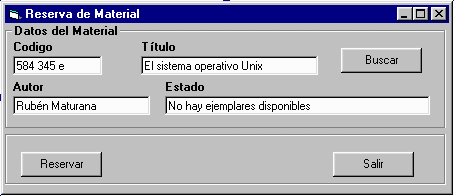 Reserva de Material
Datos del Material
Codigo Título
584 345 e El sistema operativo Unix Buscar
Autor Estado
Rubén Maturana No hay ejemplares disponibles
Reservar Salir